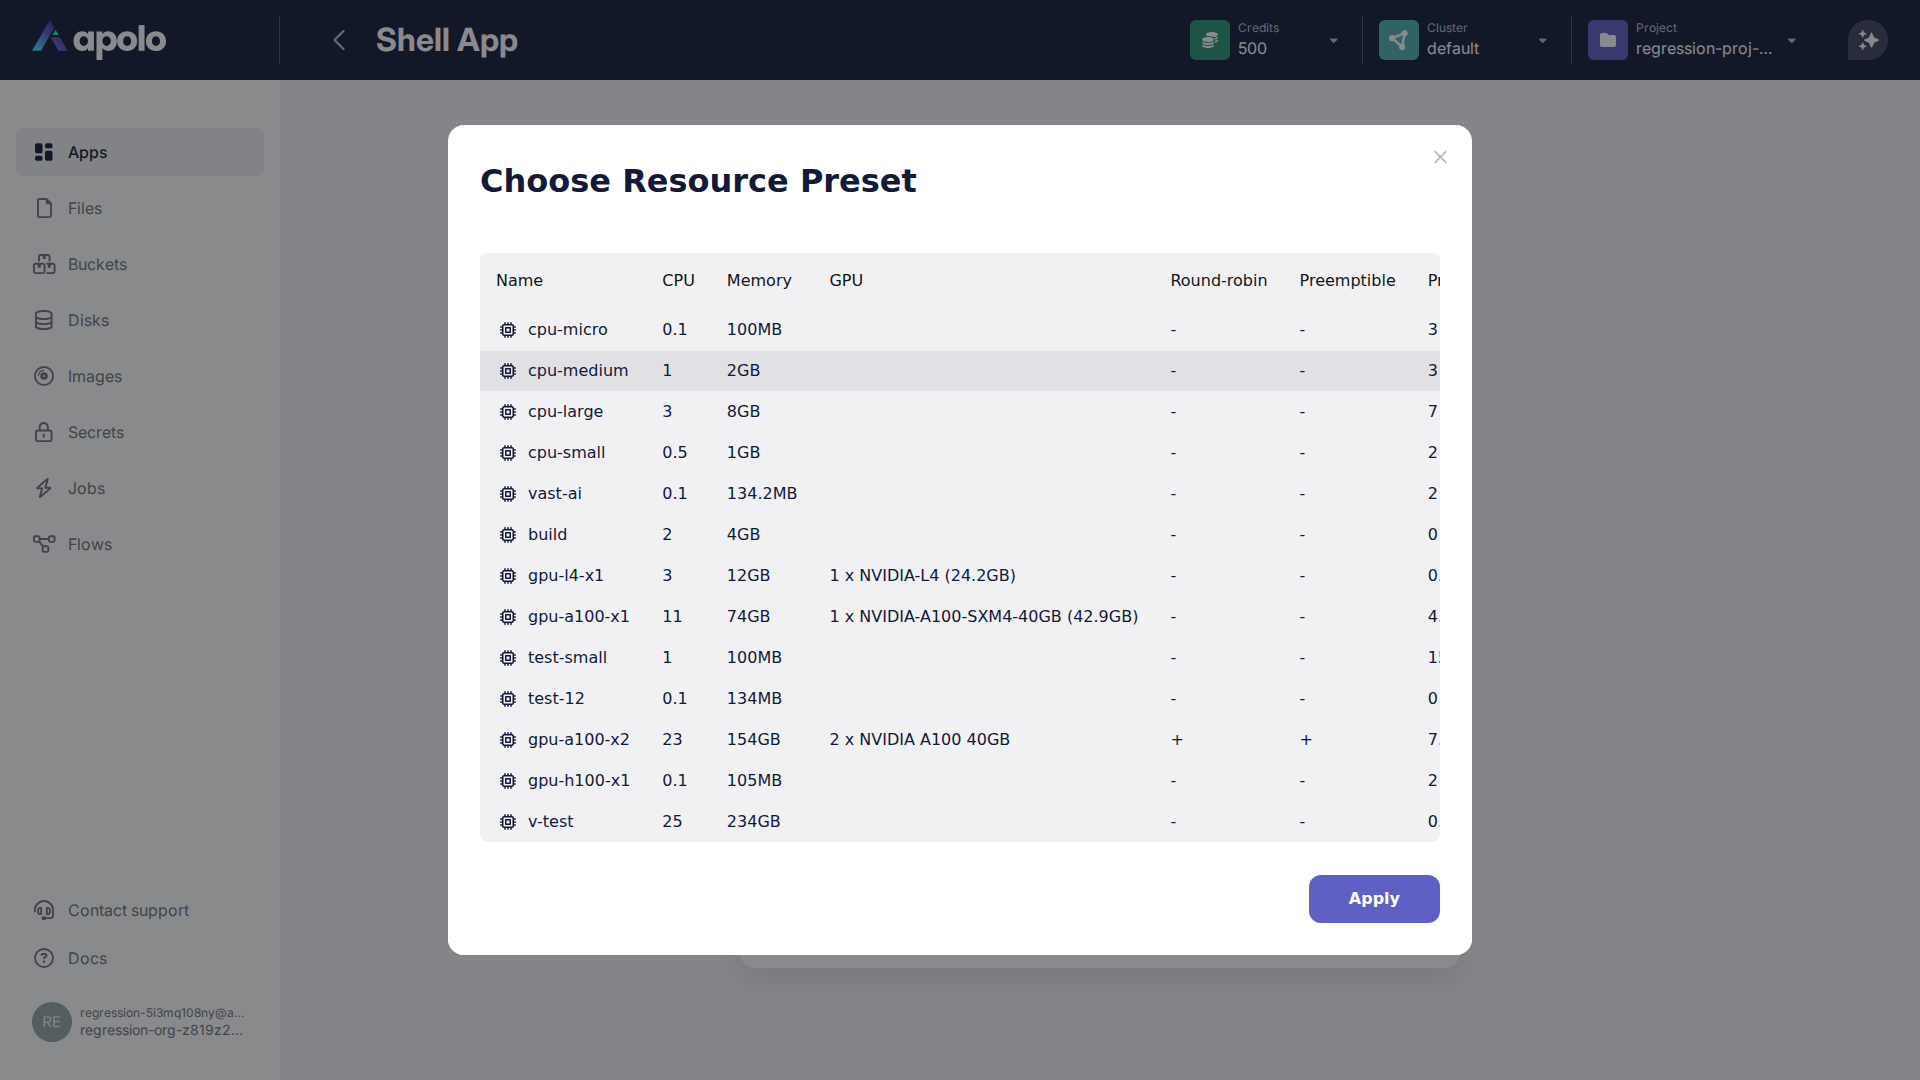 apolo
Shell App
Credits
500
Cluster
default
Project
regression-proj-...
Apps
Files
Buckets
Disks
Images
Secrets
Jobs
Flows
Contact support
Docs
RE
regression-5i3mq108ny@a...
regression-org-z819z2...
Choose Resource Preset
Name CPU Memory GPU Round-robin Preemptible
cpu-micro 0.1 100MB - - 3
cpu-medium 1 2GB - - 3
cpu-large 3 8GB - - 7
cpu-small 0.5 1GB - - 2
vast-ai 0.1 134.2MB - - 2
build 2 4GB - - 0
gpu-l4-x1 3 12GB 1 x NVIDIA-L4 (24.2GB) - - 0.
gpu-a100-x1 11 74GB 1 x NVIDIA-A100-SXM4-40GB (42.9GB) - - 4.
test-small 1 100MB - - 1
test-12 0.1 134MB - - 0
gpu-a100-x2 23 154GB 2 x NVIDIA A100 40GB + + 7.
gpu-h100-x1 0.1 105MB - - 2
v-test 25 234GB - - 0.
Apply